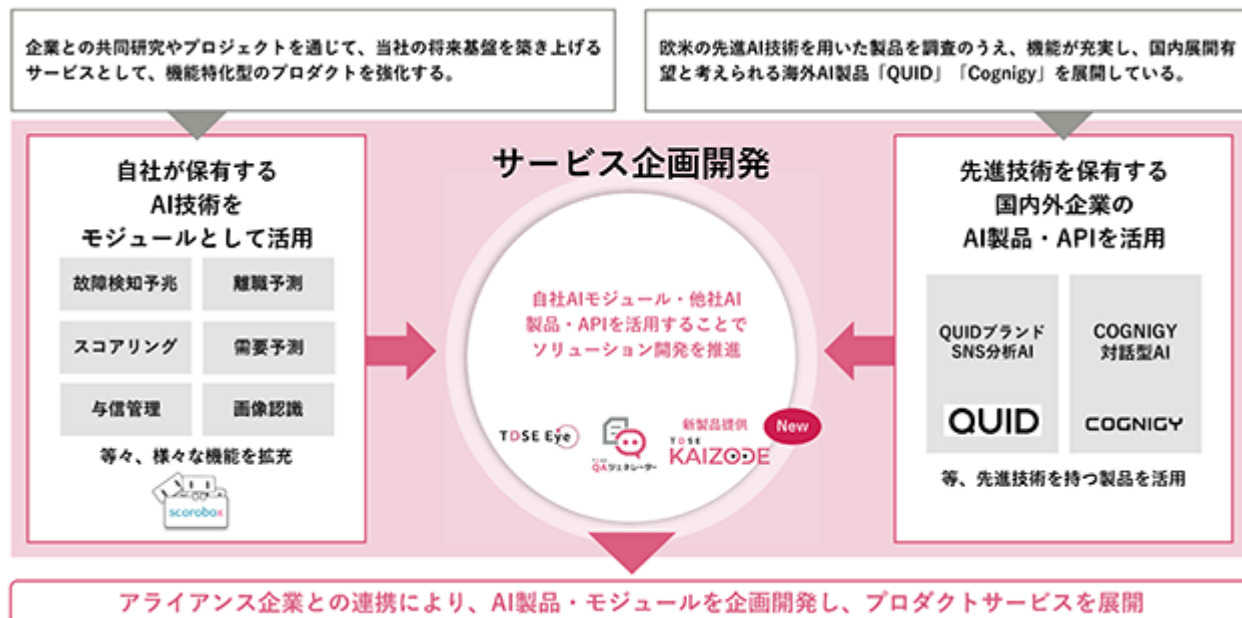 企業との共同研究やプロジェクトを通じて、当社の将来基盤を築き上げる
サービスとして、機能特化型のプロダクトを強化する。
欧米の先進AI技術を用いた製品を調査のうえ、機能が充実し、国内展開有
望と考えられる海外AI製品「QUID」「Cognigy」を展開している。
サービス企画開発
自社が保有する
AI技術を
モジュールとして活用
故障検知予兆
離職予測
スコアリング
需要予測
与信管理
画像認識
等々、様々な機能を拡充
scorobox
自社AIモジュール・他社AI
製品・APIを活用することで
ソリューション開発を推進
TDSE Eye
QAジェネレーター
新製品提供
TDSE
KAIZODE
New
先進技術を保有する
国内外企業の
AI製品・APIを活用
QUIDブランド
SNS分析AI
QUID
COGNIGY
対話型AI
COGNIGY
等、先進技術を持つ製品を活用
アライアンス企業との連携により、AI製品・モジュールを企画開発し、プロダクトサービスを展開